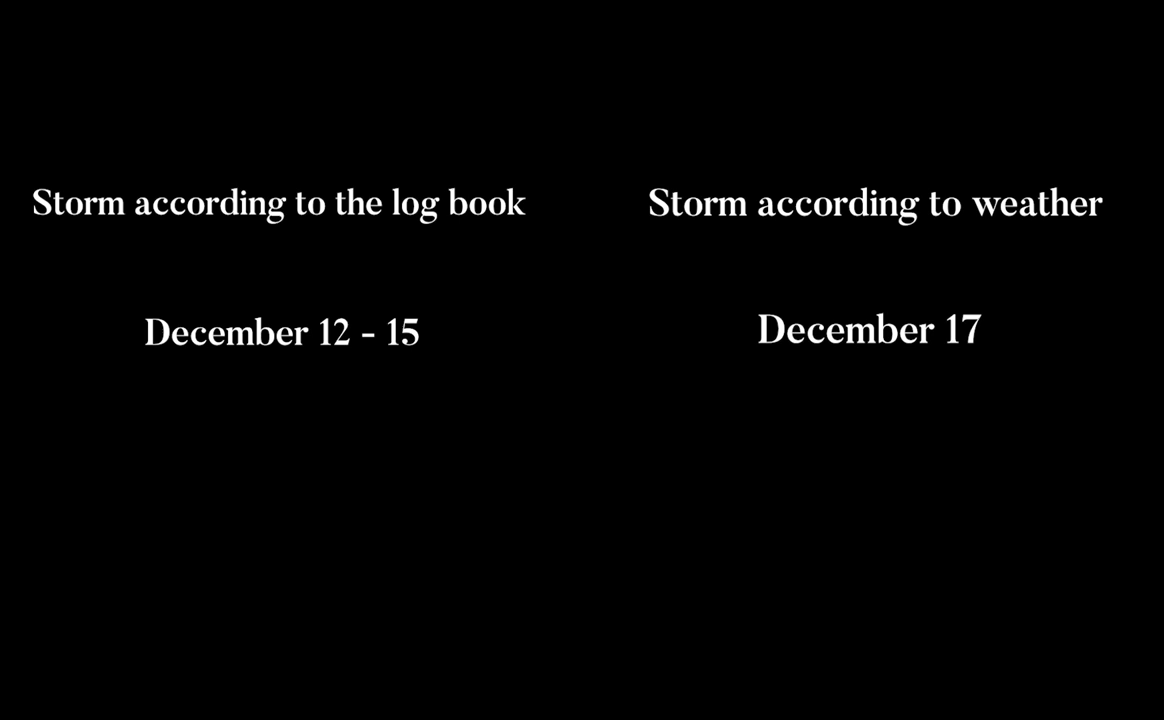 Storm according to the log book
Storm according to weather
December 12 - 15
December 17